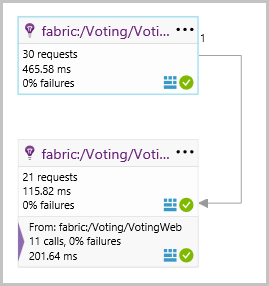 fabric:/Voting/Voti... •••
1
30 requests
465.58 ms
0% failures
fabric:/Voting/Voti... •••
21 requests
115.82 ms
0% failures
From: fabric:/Voting/VotingWeb
11 calls, 0% failures
201.64 ms